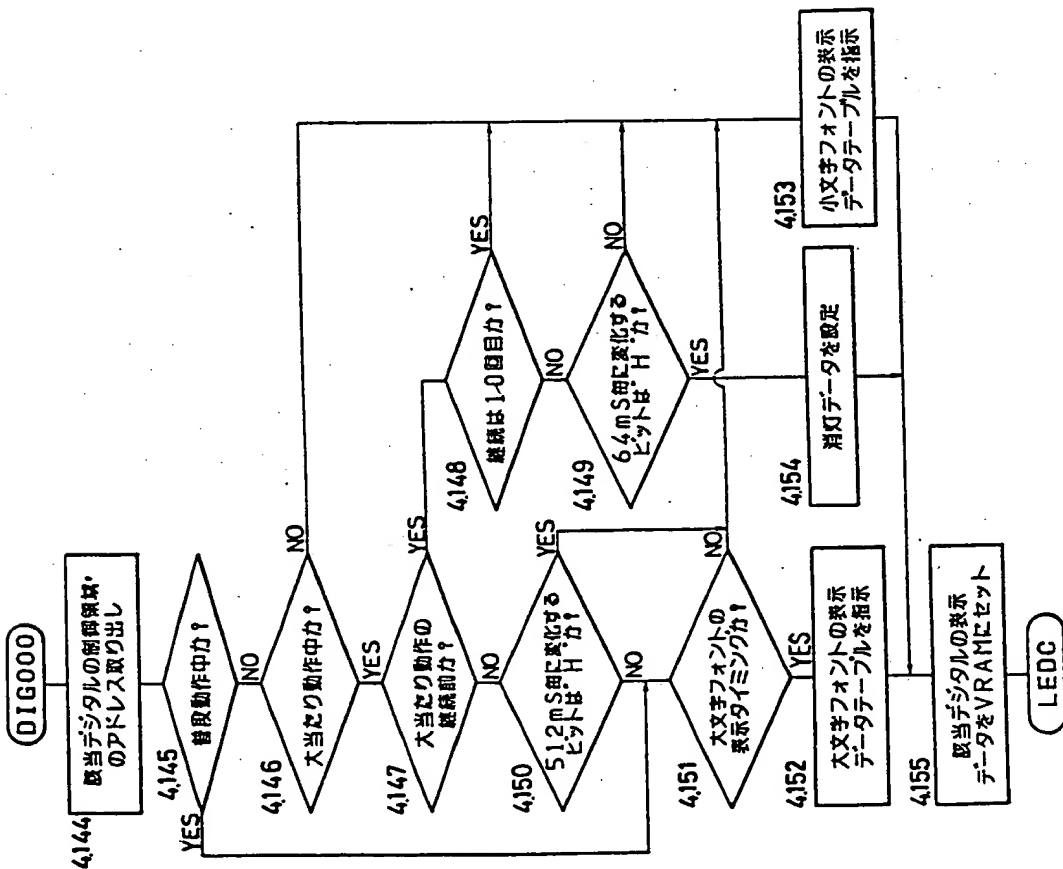 DIGOOO
4.144
該当デジタルの制御領域・
のアドレス取り出し
4.145
普段動作中か?
YES
NO
4.146
大当たり動作中か?
NO
YES
4.147
大当たり動作の
継続前か?
YES
NO
4.148
継続は10回目か?
YES
NO
4.149
64mS毎に変化する
ビットは"H"か?
NO
YES
4.150
512mS毎に変化する
ビットは"H"か?
YES
NO
4.151
大文字フォントの
表示タイミングか?
NO
YES
4.152
大文字フォントの表示
データテーブルを指示
4.154
消灯データを設定
4.153
小文字フォントの表示
データテーブルを指示
4.155
該当デジタルの表示
データをVRAMにセット
LEDC